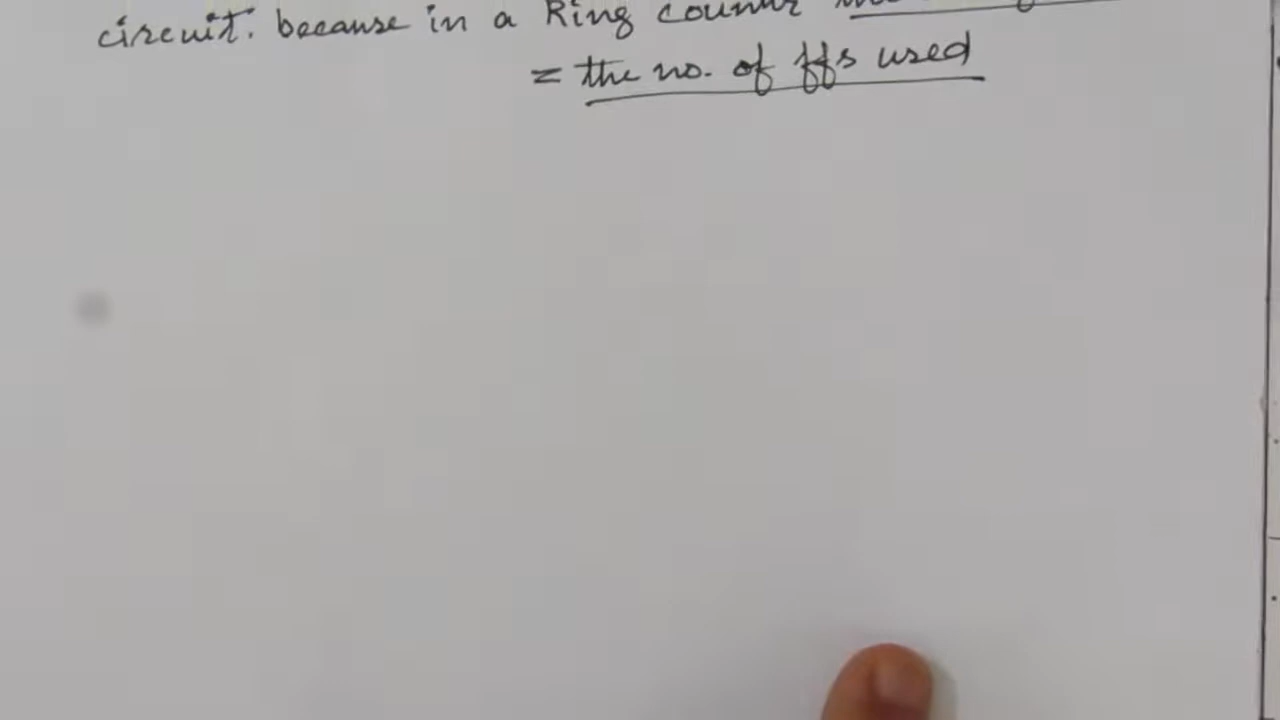 circuit. because in a Ring counter
= the no. of ffs used